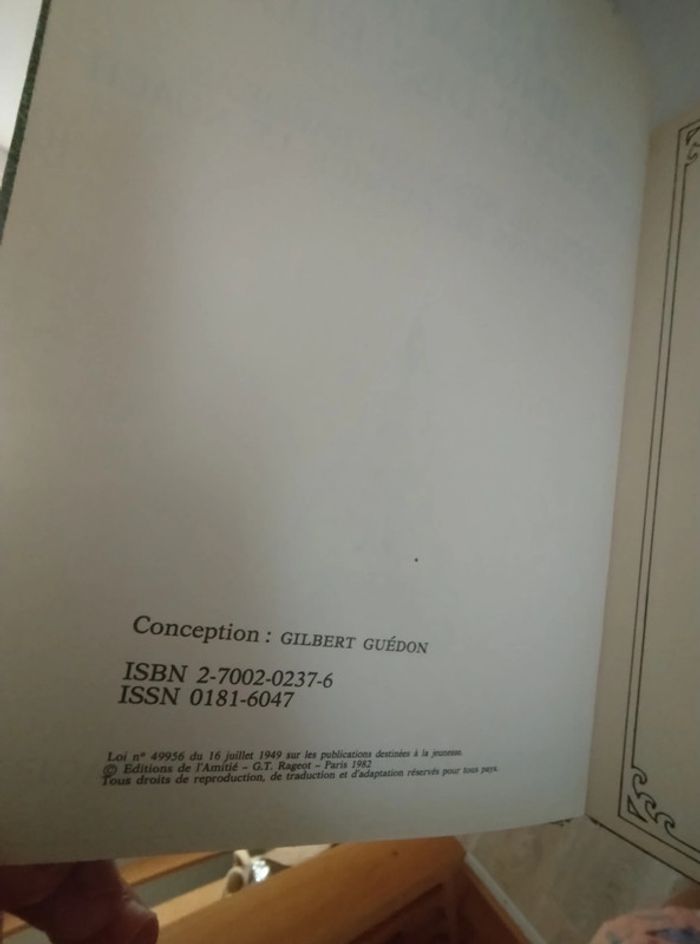 Conception : GILBERT GUÉDON
ISBN 2-7002-0237-6
ISSN 0181-6047
Loi nº 49956 du 16 juillet 1949 sur les publications destinées à la jeunesse.
© Editions de l'Amitié – G.T. Rageot – Paris 1982
Tous droits de reproduction, de traduction et d'adaptation réservés pour tous pays.